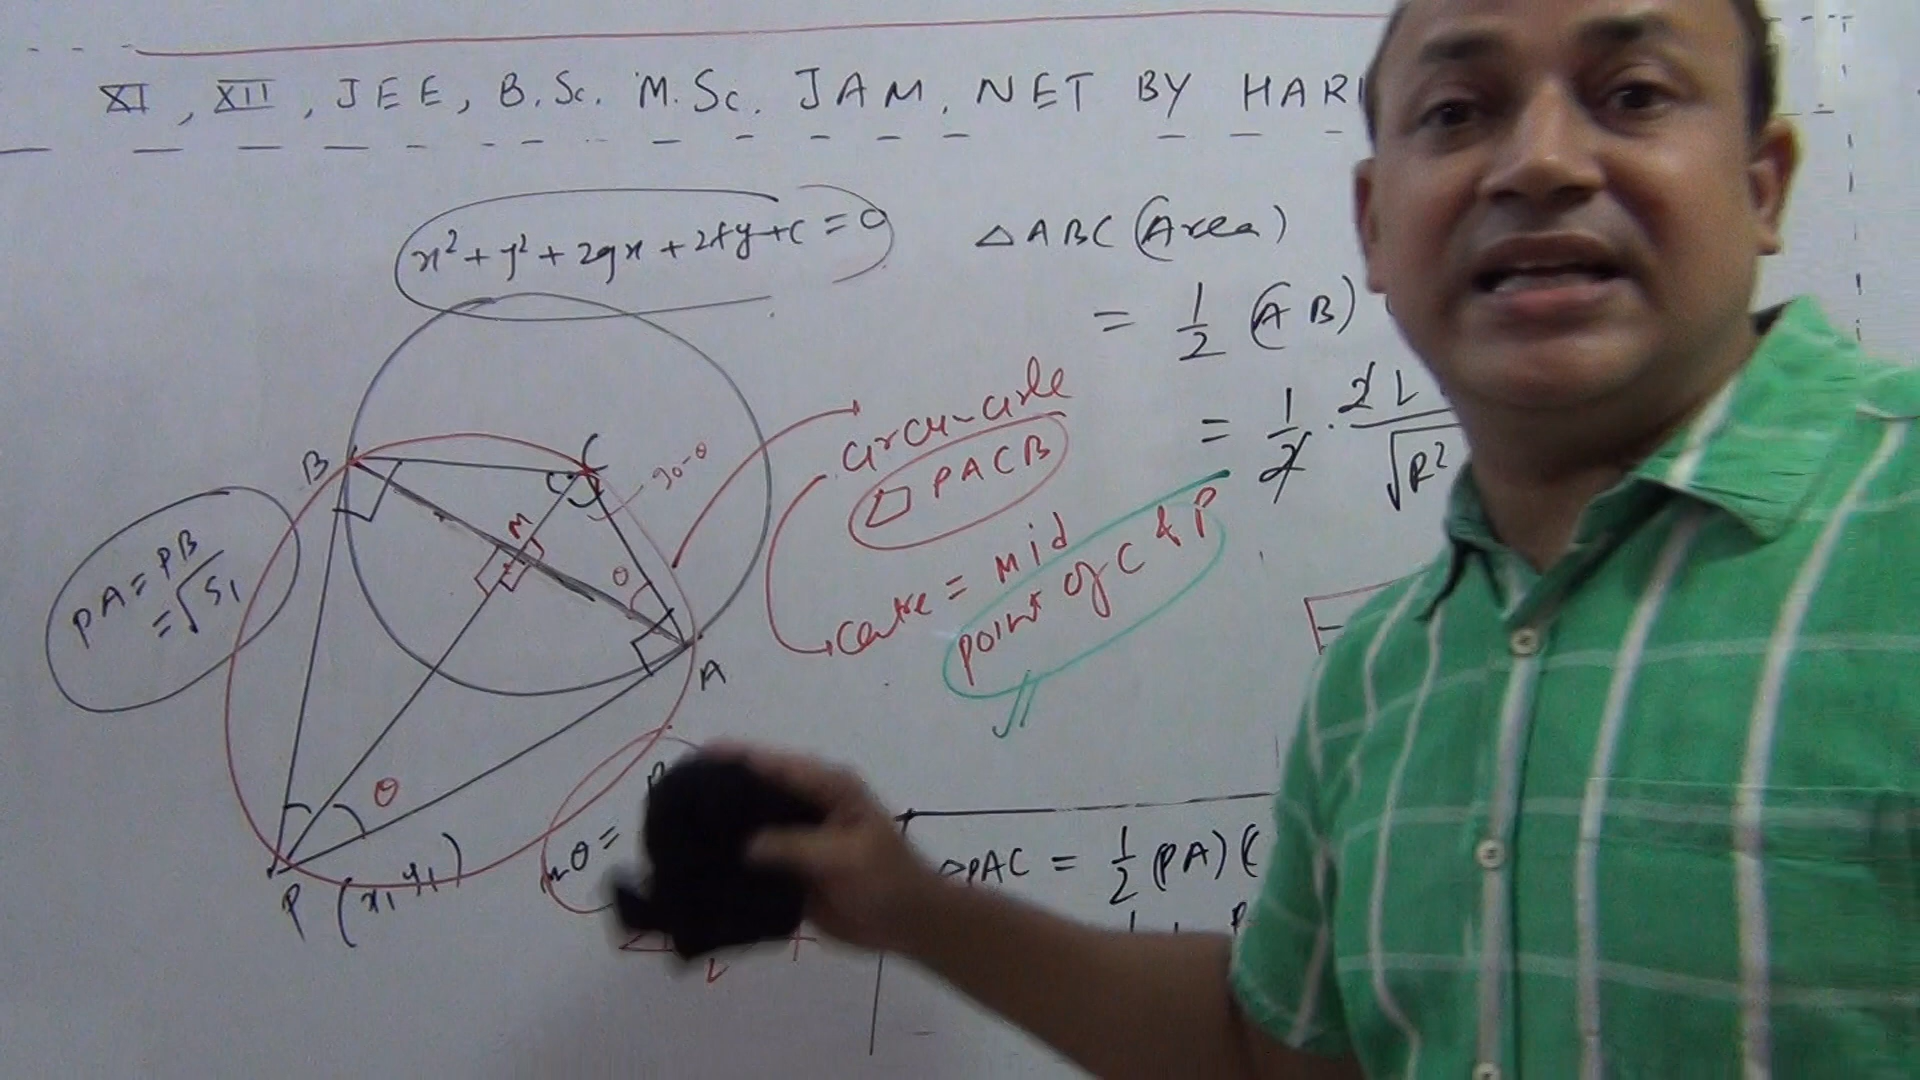 XI, XII, JEE, B.Sc. M.Sc. JAM, NET BY HARI
x² + y² + 2gx + 2fy + c = 0
△ABC (Area)
= 1/2 (AB)
= 1/2 . 2L / √R²
circum-circle
□ PACB
centre = mid
point of C & P
PA = PB
= √S₁
B
C
90-θ
M
θ
A
θ
P (x₁ y₁)
θ =
L
△PAC = 1/2 (PA) (